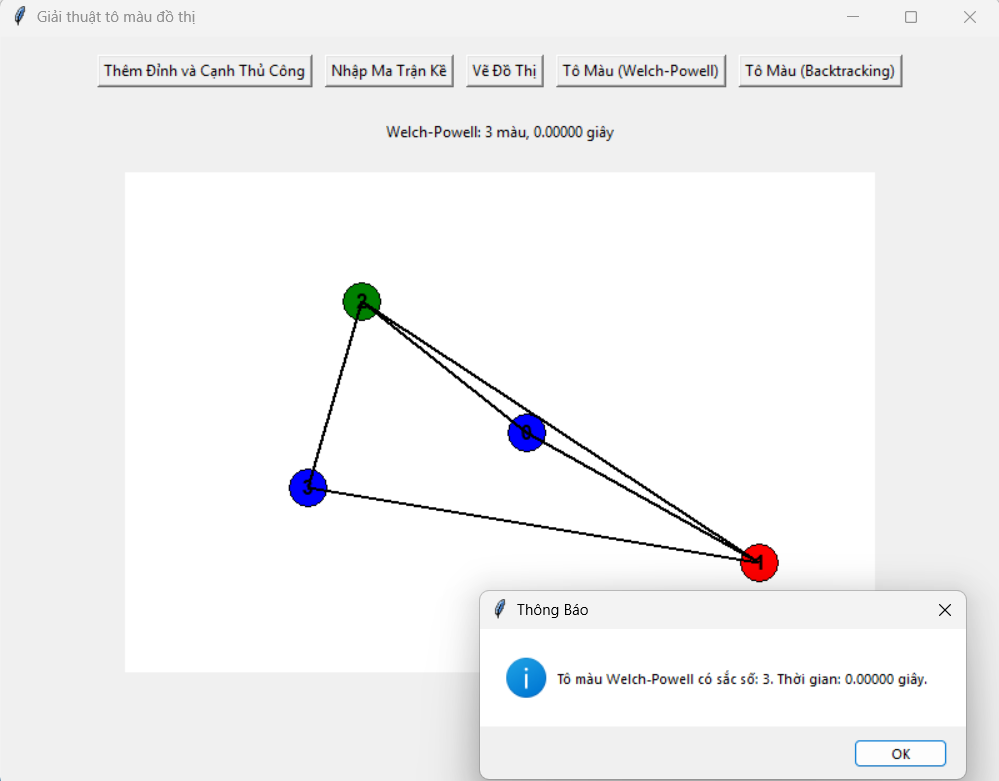 Giải thuật tô màu đồ thị
Thêm Đỉnh và Cạnh Thủ Công Nhập Ma Trận Kề Vẽ Đồ Thị Tô Màu (Welch-Powell) Tô Màu (Backtracking)
Welch-Powell: 3 màu, 0.00000 giây
2
0
3
1
Thông Báo
Tô màu Welch-Powell có sắc số: 3. Thời gian: 0.00000 giây.
OK